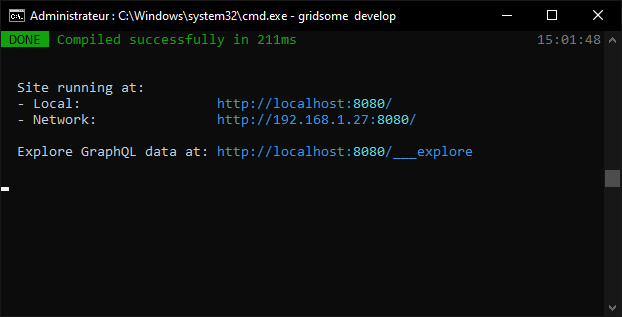 Administrateur : C:\Windows\system32\cmd.exe - gridsome develop
DONE Compiled successfully in 211ms 15:01:48
Site running at:
- Local: http://localhost:8080/
- Network: http://192.168.1.27:8080/
Explore GraphQL data at: http://localhost:8080/___explore